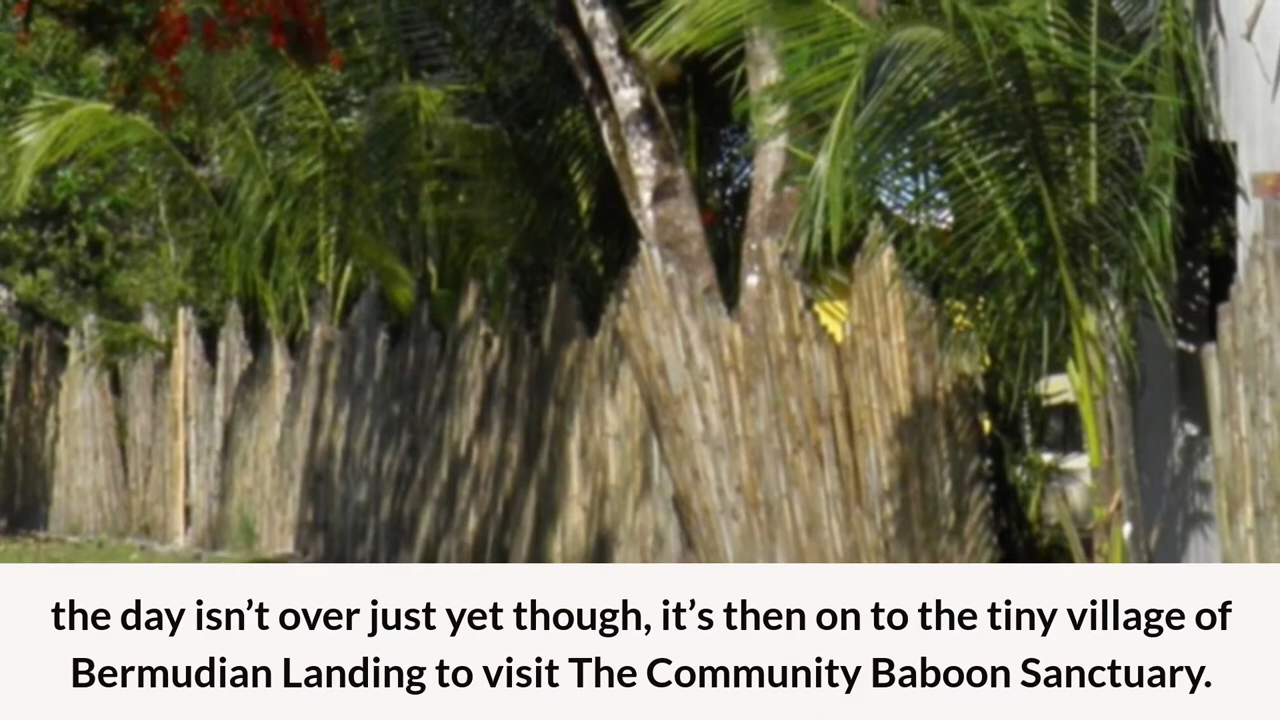 the day isn’t over just yet though, it’s then on to the tiny village of
Bermudian Landing to visit The Community Baboon Sanctuary.